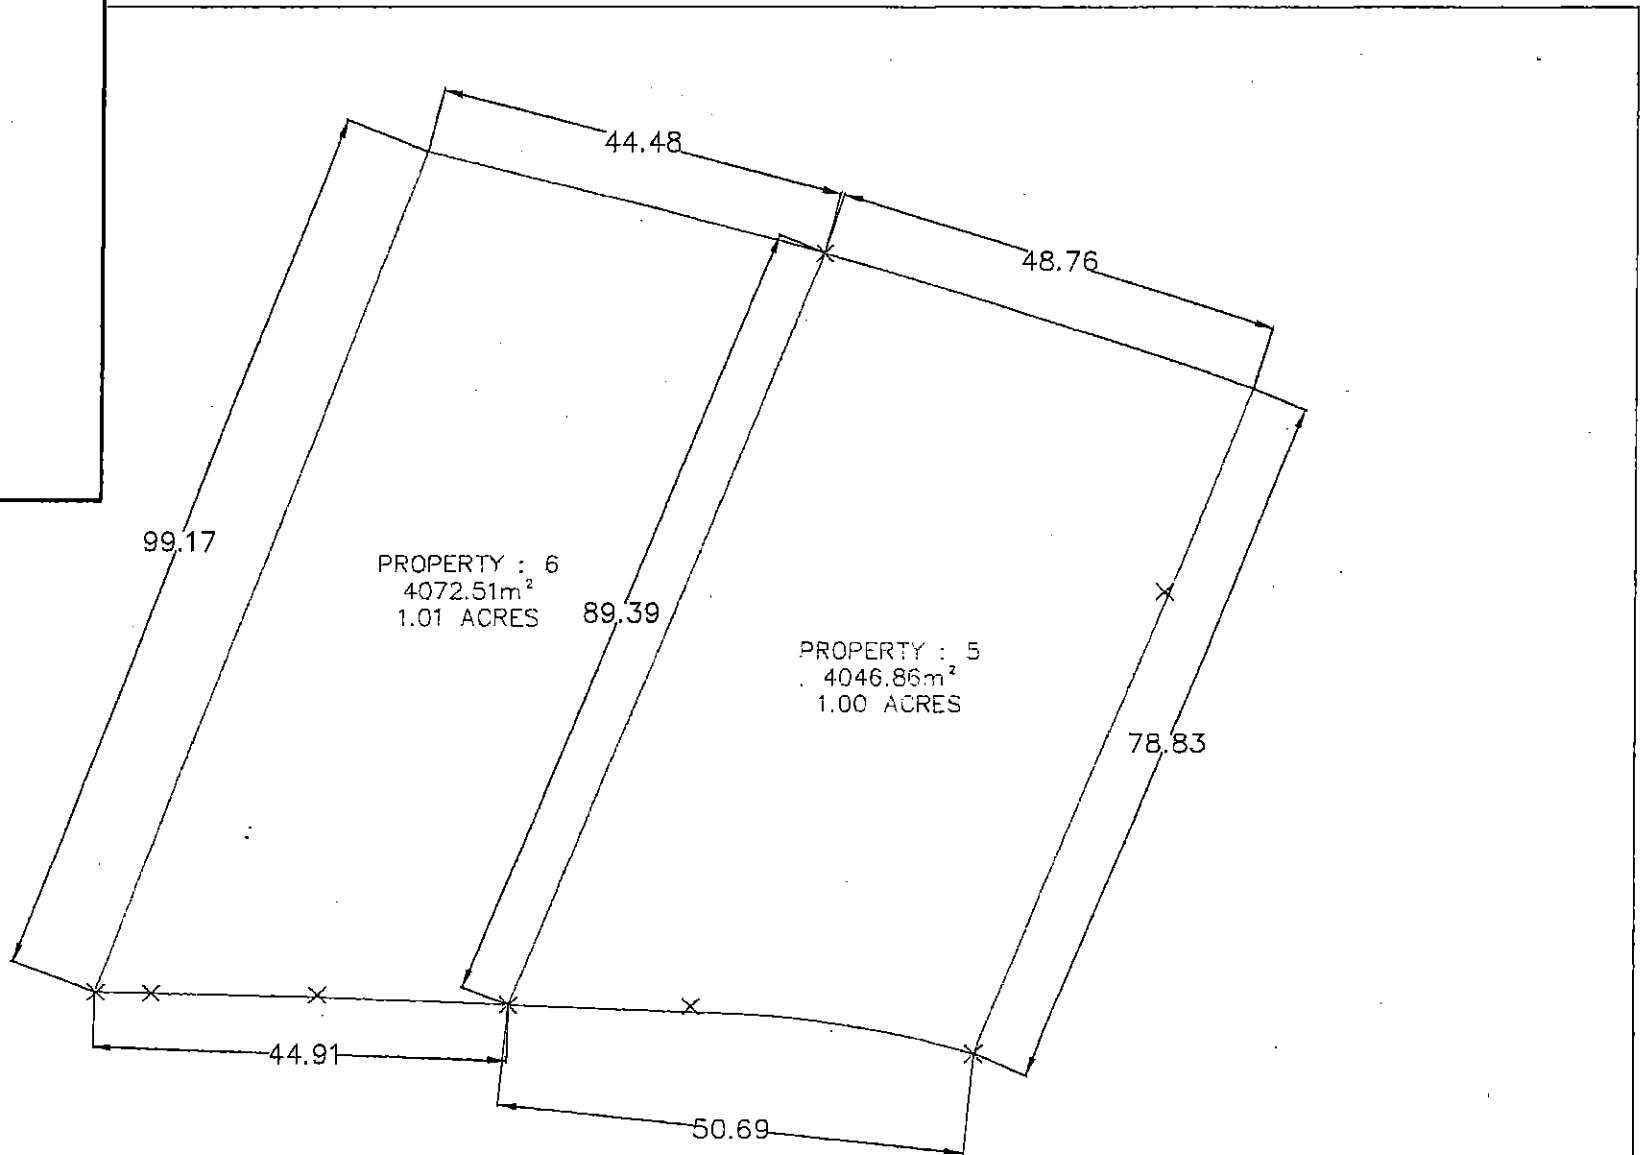 44.48
48.76
99.17
PROPERTY : 6
4072.51m²
1.01 ACRES
89.39
PROPERTY : 5
4046.86m²
1.00 ACRES
78.83
44.91
50.69